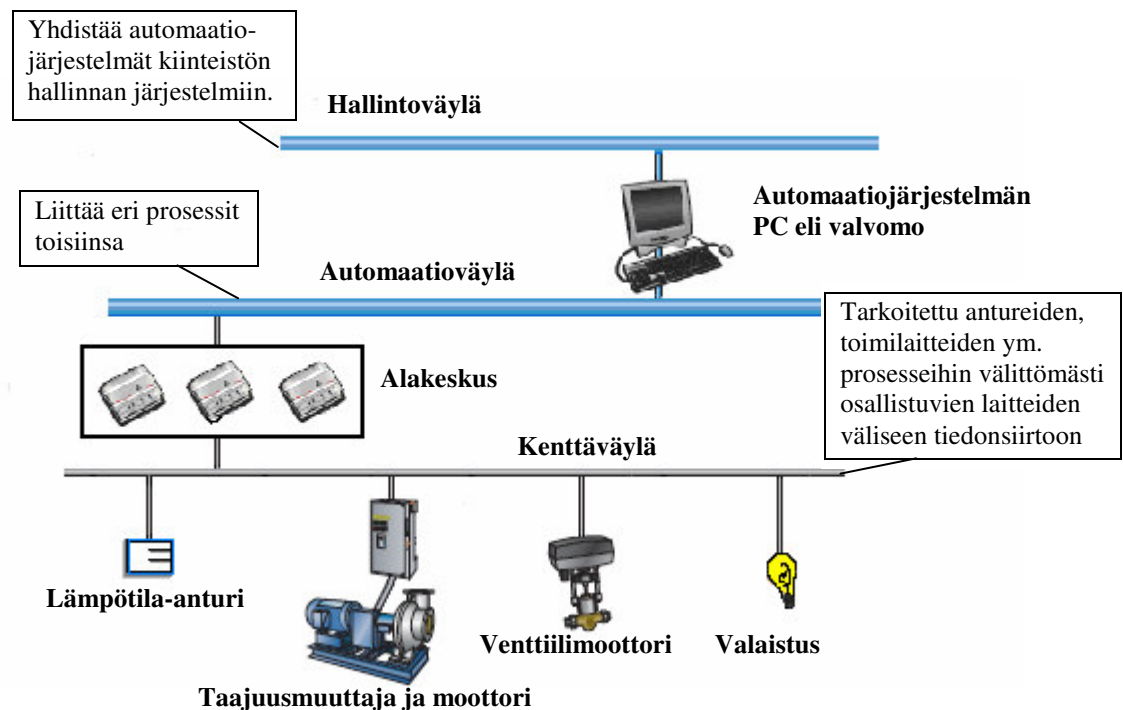 Yhdistää automaatio-
järjestelmät kiinteistön
hallinnan järjestelmiin.
Hallintoväylä
Automaatiojärjestelmän
PC eli valvomo
Liittää eri prosessit
toisiinsa
Automaatioväylä
Tarkoitettu antureiden,
toimilaitteiden ym.
prosesseihin välittömästi
osallistuvien laitteiden
väliseen tiedonsiirtoon
Alakeskus
Kenttäväylä
Lämpötila-anturi
Taajuusmuuttaja ja moottori
Venttiilimoottori
Valaistus